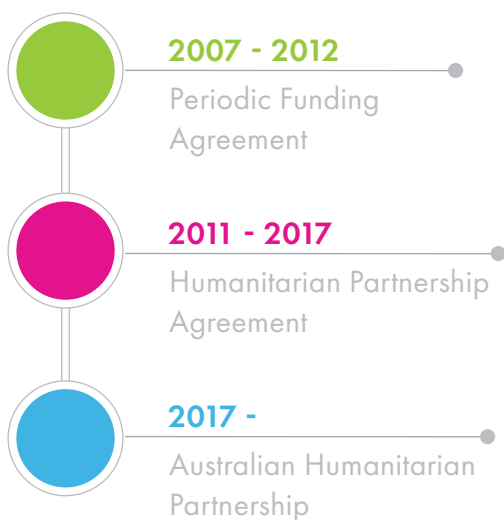 2007 - 2012
Periodic Funding
Agreement
2011 - 2017
Humanitarian Partnership
Agreement
2017 -
Australian Humanitarian
Partnership